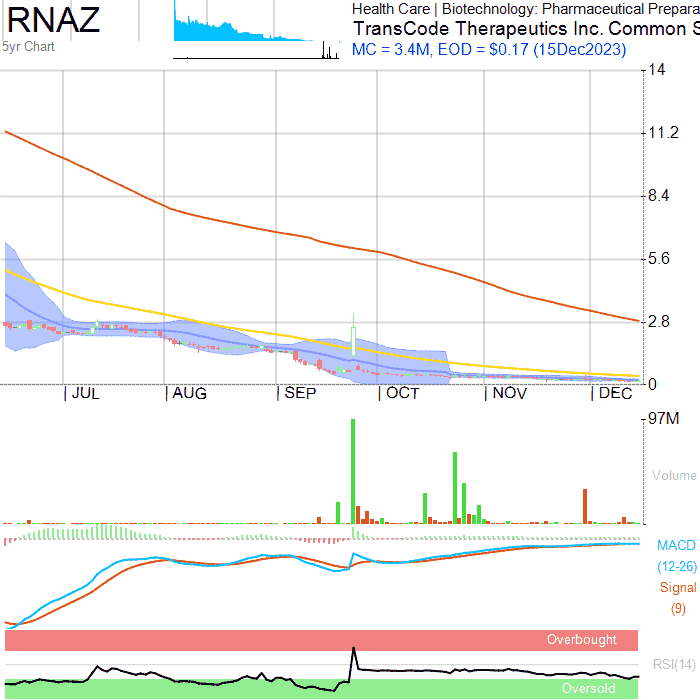 RNAZ
5yr Chart
Health Care | Biotechnology: Pharmaceutical Prepara
TransCode Therapeutics Inc. Common S
MC = 3.4M, EOD = $0.17 (15Dec2023)
14
11.2
8.4
5.6
2.8
0
JUL AUG SEP OCT NOV DEC
97M
Volume
MACD
(12-26)
Signal
(9)
Overbought
RSI(14)
Oversold